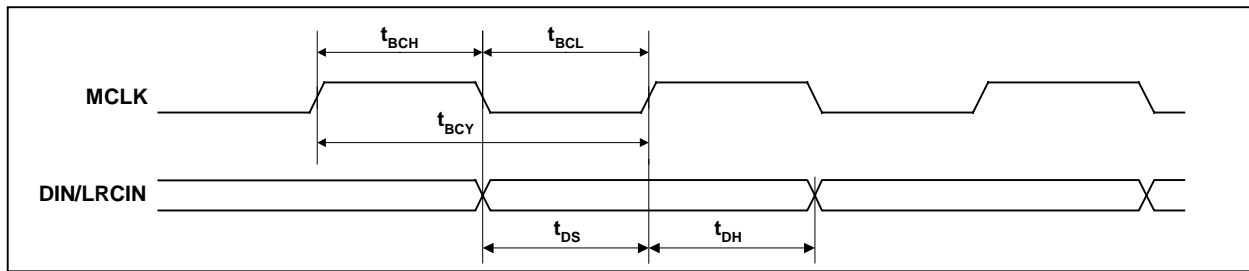 tBCH tBCL
MCLK
tBCY
DIN/LRCIN
tDS tDH